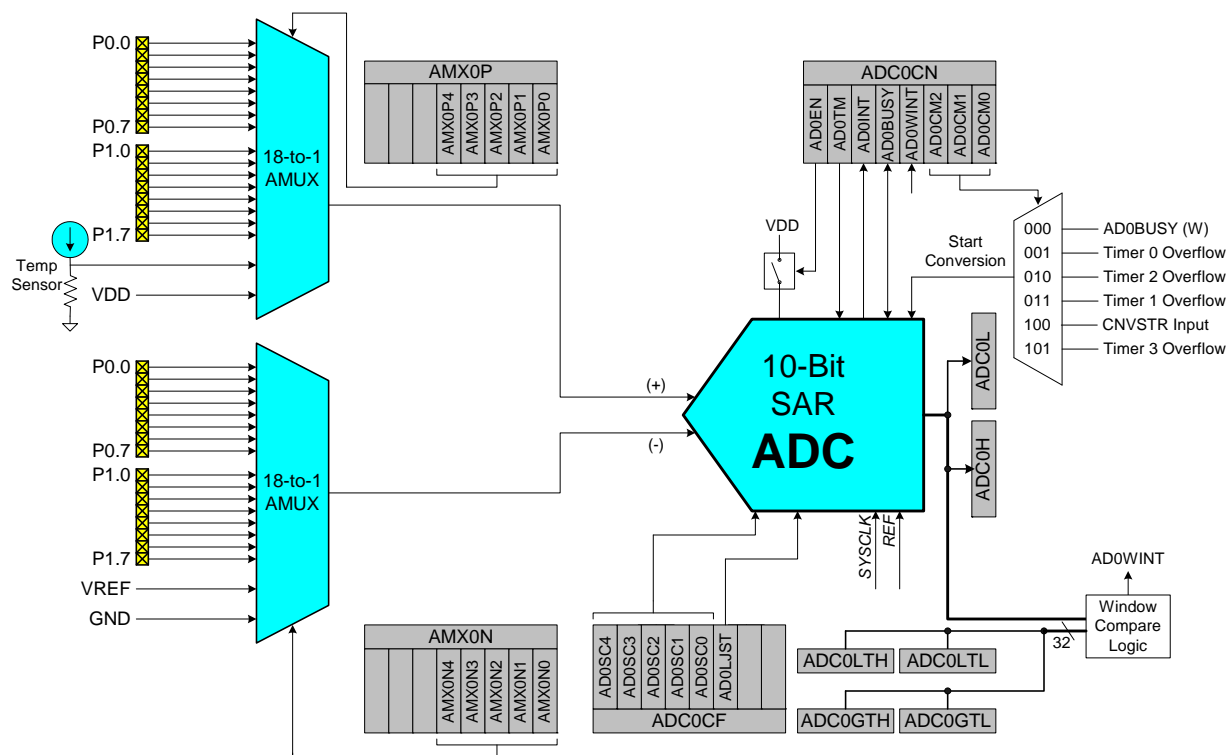 P0.0
P0.7
P1.0
P1.7
18-to-1
AMUX
Temp
Sensor
VDD
AMX0P
AMX0P4
AMX0P3
AMX0P2
AMX0P1
AMX0P0
ADC0CN
AD0EN
AD0TM
AD0INT
AD0BUSY
AD0WINT
AD0CM2
AD0CM1
AD0CM0
VDD
Start
Conversion
000
AD0BUSY (W)
001
Timer 0 Overflow
010
Timer 2 Overflow
011
Timer 1 Overflow
100
CNVSTR Input
101
Timer 3 Overflow
P0.0
P0.7
P1.0
P1.7
18-to-1
AMUX
VREF
GND
(+)
(-)
10-Bit
SAR
ADC
ADC0L
ADC0H
SYSCLK
REF
AMX0N
AMX0N4
AMX0N3
AMX0N2
AMX0N1
AMX0N0
AD0SC4
AD0SC3
AD0SC2
AD0SC1
AD0SC0
AD0LJST
ADC0CF
AD0WINT
Window
Compare
Logic
32
ADC0LTH
ADC0LTL
ADC0GTH
ADC0GTL